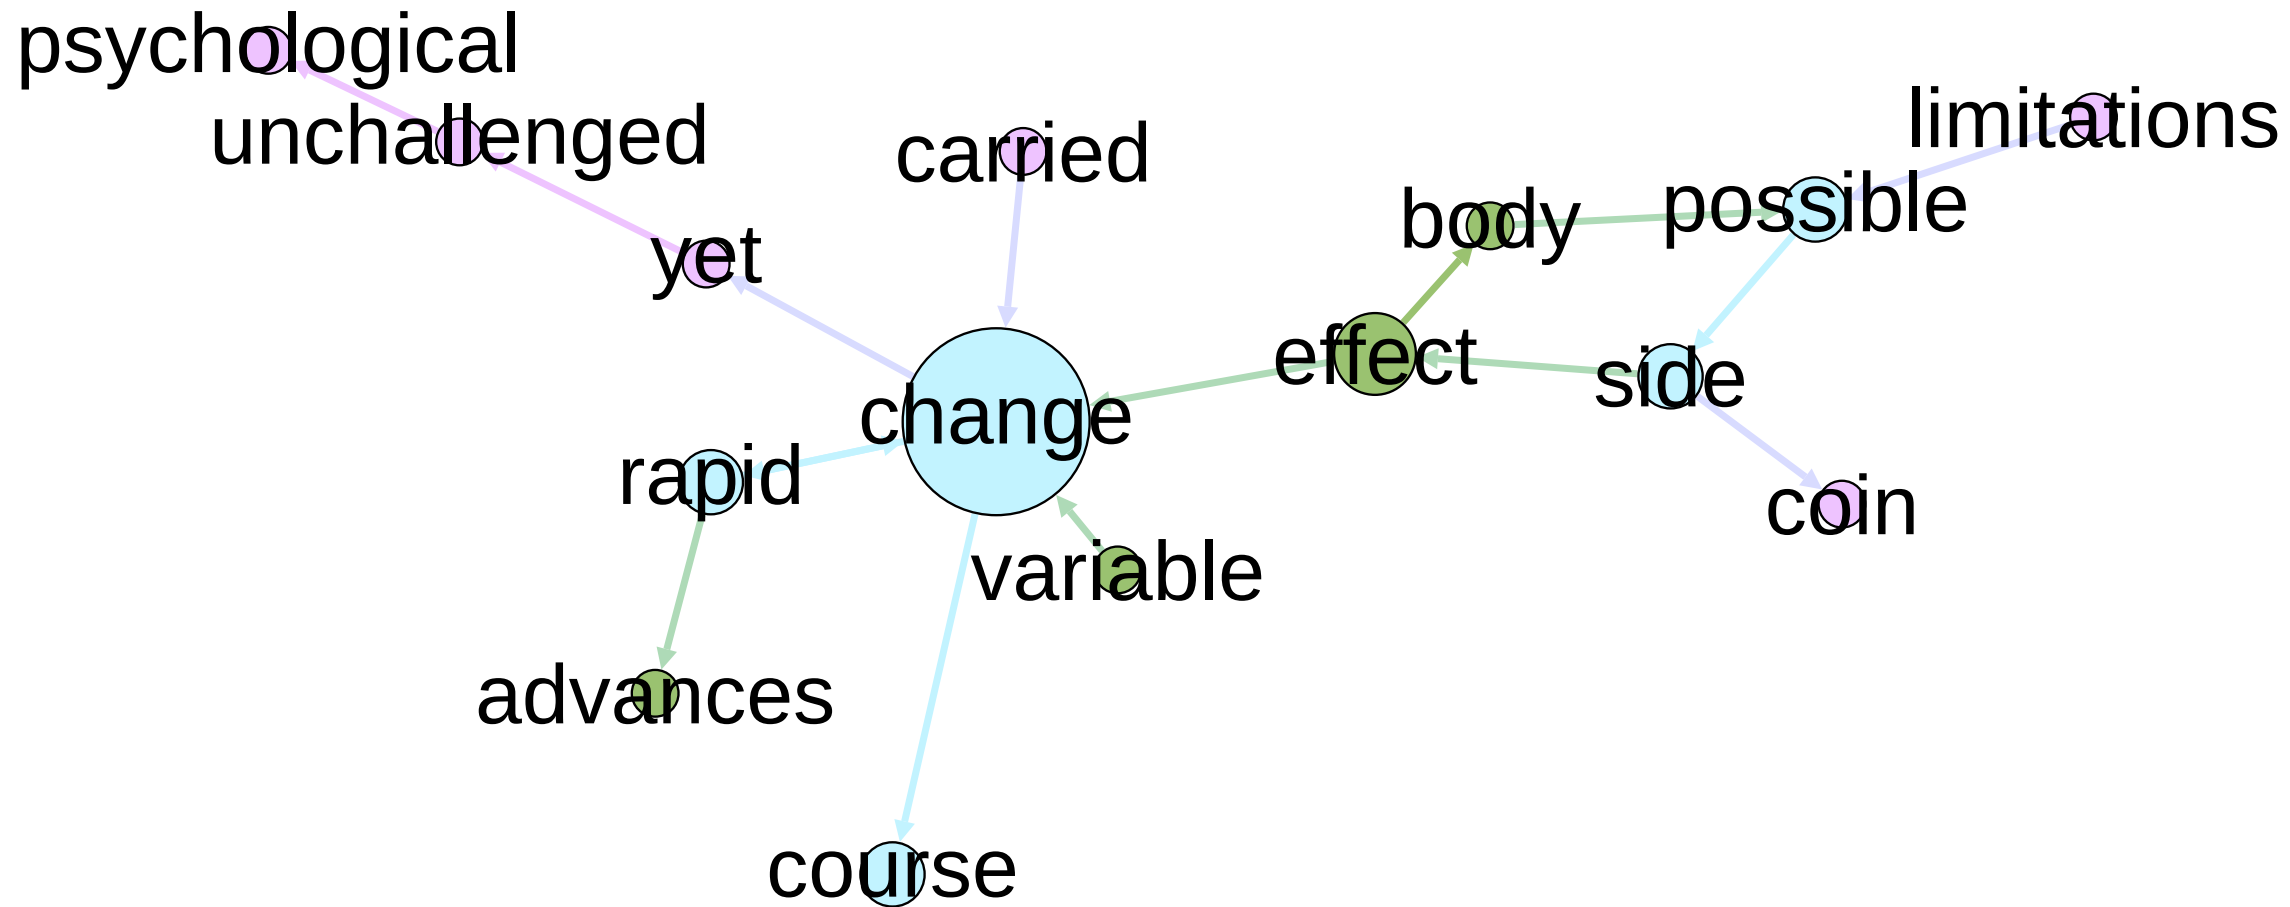 psychological
limitations
unchallenged
carried
possible
body
yet
effect
side
change
rapid
coin
variable
advances
course